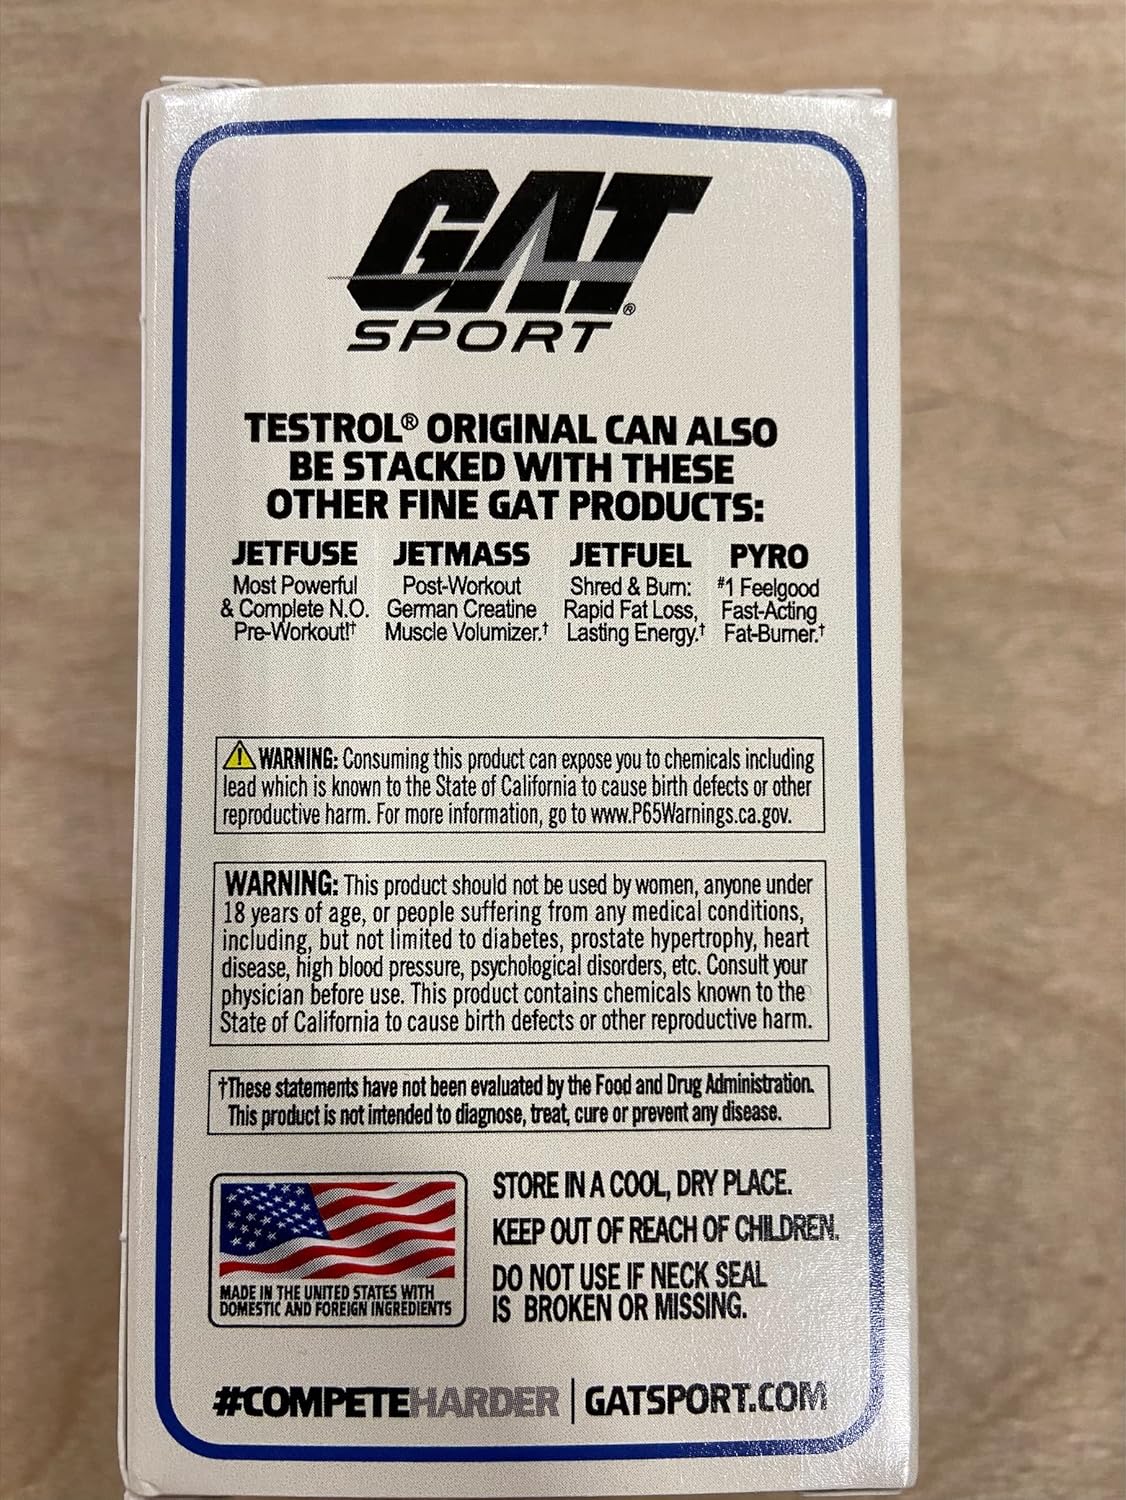 GAT
SPORT®
TESTROL® ORIGINAL CAN ALSO
BE STACKED WITH THESE
OTHER FINE GAT PRODUCTS:
JETFUSE
Most Powerful
& Complete N.O.
Pre-Workout!†
JETMASS
Post-Workout
German Creatine
Muscle Volumizer.†
JETFUEL
Shred & Burn:
Rapid Fat Loss,
Lasting Energy.†
PYRO
#1 Feelgood
Fast-Acting
Fat-Burner.†
WARNING: Consuming this product can expose you to chemicals including
lead which is known to the State of California to cause birth defects or other
reproductive harm. For more information, go to www.P65Warnings.ca.gov.
WARNING: This product should not be used by women, anyone under
18 years of age, or people suffering from any medical conditions,
including, but not limited to diabetes, prostate hypertrophy, heart
disease, high blood pressure, psychological disorders, etc. Consult your
physician before use. This product contains chemicals known to the
State of California to cause birth defects or other reproductive harm.
†These statements have not been evaluated by the Food and Drug Administration.
This product is not intended to diagnose, treat, cure or prevent any disease.
MADE IN THE UNITED STATES WITH
DOMESTIC AND FOREIGN INGREDIENTS
STORE IN A COOL, DRY PLACE.
KEEP OUT OF REACH OF CHILDREN.
DO NOT USE IF NECK SEAL
IS BROKEN OR MISSING.
#COMPETEHARDER | GATSPORT.COM